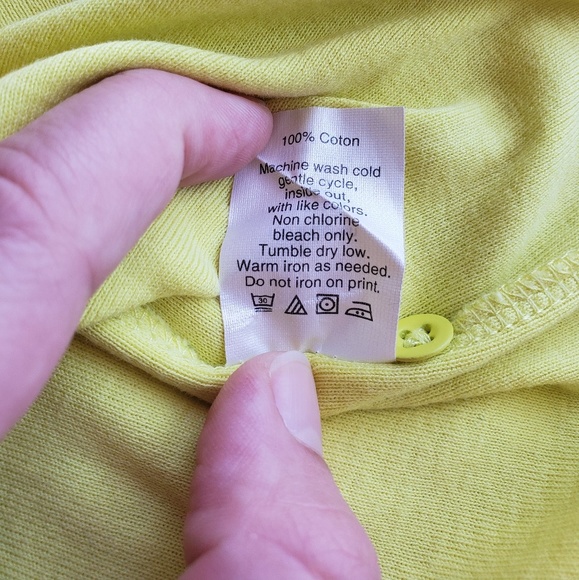 100% Coton
Machine wash cold
gentle cycle,
inside out,
with like colors.
Non chlorine
bleach only.
Tumble dry low.
Warm iron as needed.
Do not iron on print.
30